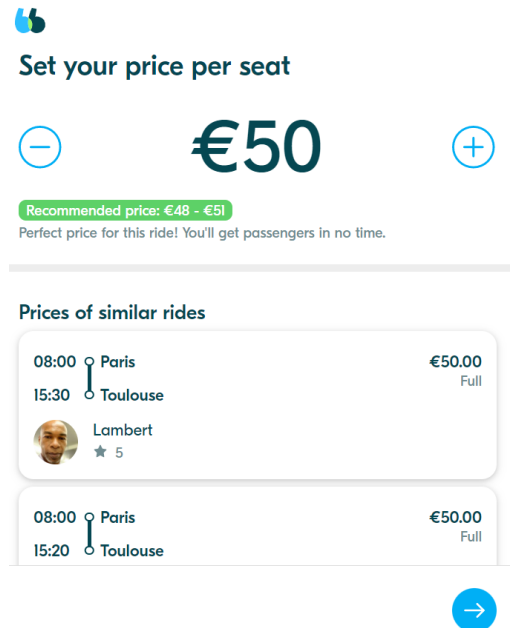 Set your price per seat
€50
Recommended price: €48 - €51
Perfect price for this ride! You'll get passengers in no time.
Prices of similar rides
08:00 Paris €50.00
Full
15:30 Toulouse
Lambert
5
08:00 Paris €50.00
Full
15:20 Toulouse